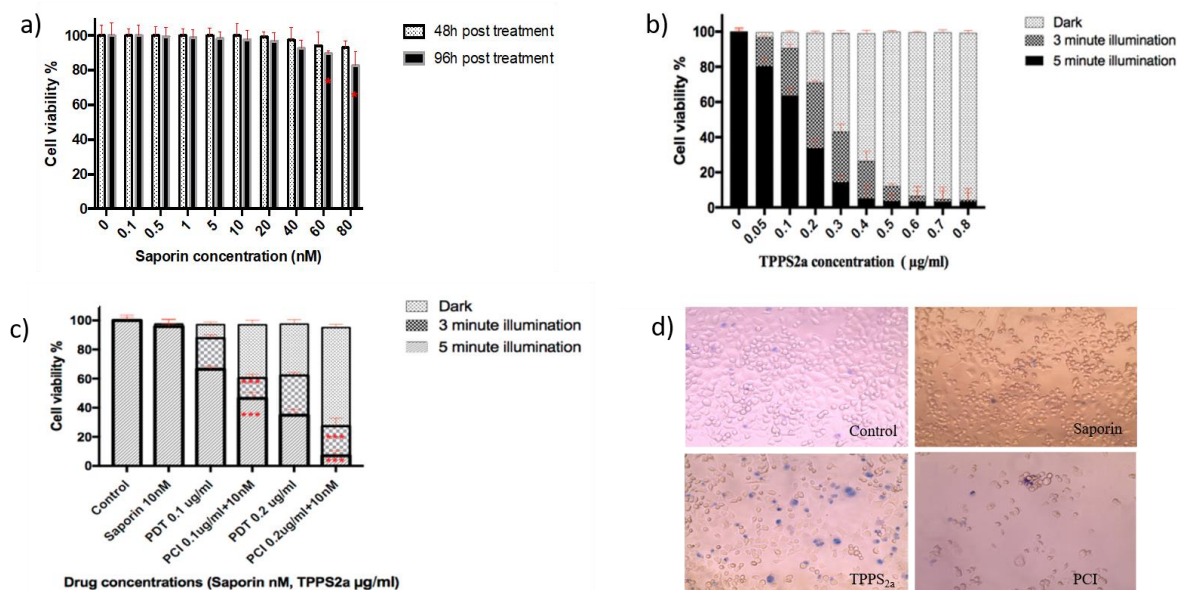 a)
Cell viability %
100
80
60
40
20
0
0 0.1 0.5 1 5 10 20 40 60 80
Saporin concentration (nM)
48h post treatment
96h post treatment
b)
Cell viability %
100
80
60
40
20
0
0 0.05 0.1 0.2 0.3 0.4 0.5 0.6 0.7 0.8
TPPS2a concentration ( µg/ml)
Dark
3 minute illumination
5 minute illumination
c)
Cell viability %
100
80
60
40
20
0
***
***
***
***
Control
Saporin 10nM
PDT 0.1 ug/ml
PCI 0.1ug/ml+10nM
PDT 0.2 ug/ml
PCI 0.2ug/ml+10nM
Drug concentrations (Saporin nM, TPPS2a µg/ml)
Dark
3 minute illumination
5 minute illumination
d)
Control
Saporin
TPPS2a
PCI